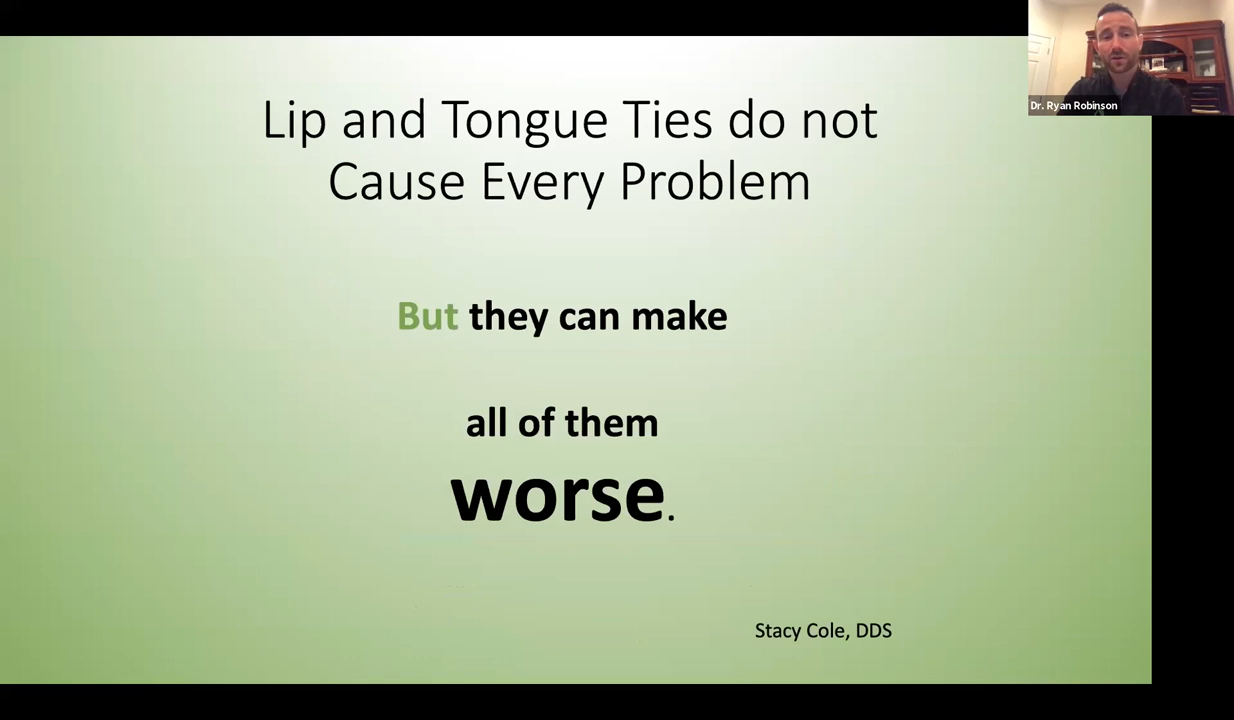 Dr. Ryan Robinson
Lip and Tongue Ties do not
Cause Every Problem
But they can make
all of them
worse.
Stacy Cole, DDS